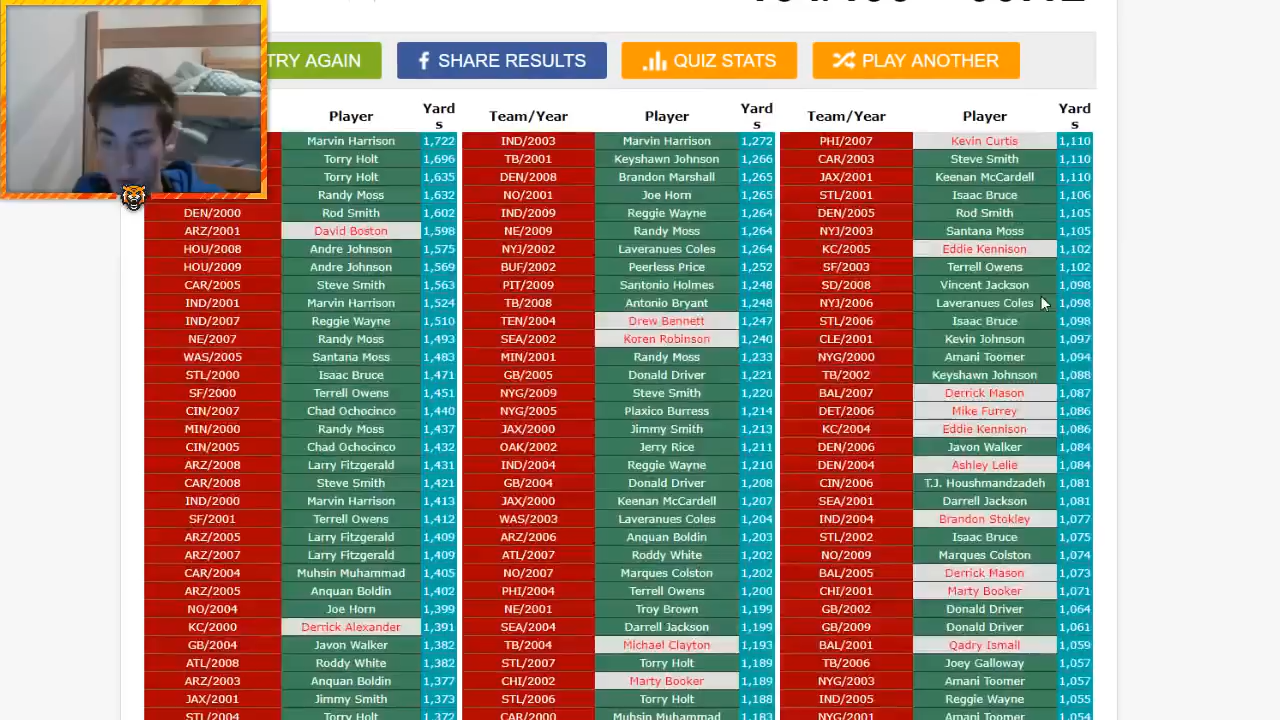 TRY AGAIN
SHARE RESULTS
QUIZ STATS
PLAY ANOTHER
Player Yards Team/Year Player Yards Team/Year Player Yards
Marvin Harrison 1,722 IND/2003 Marvin Harrison 1,272 PHI/2007 Kevin Curtis 1,110
Torry Holt 1,696 TB/2001 Keyshawn Johnson 1,266 CAR/2003 Steve Smith 1,110
Torry Holt 1,635 DEN/2008 Brandon Marshall 1,265 JAX/2001 Keenan McCardell 1,110
Randy Moss 1,632 NO/2001 Joe Horn 1,265 STL/2001 Isaac Bruce 1,106
DEN/2000 Rod Smith 1,602 IND/2009 Reggie Wayne 1,264 DEN/2005 Rod Smith 1,105
ARZ/2001 David Boston 1,598 NE/2009 Randy Moss 1,264 NYJ/2003 Santana Moss 1,105
HOU/2008 Andre Johnson 1,575 NYJ/2002 Laveranues Coles 1,264 KC/2005 Eddie Kennison 1,102
HOU/2009 Andre Johnson 1,569 BUF/2002 Peerless Price 1,252 SF/2003 Terrell Owens 1,102
CAR/2005 Steve Smith 1,563 PIT/2009 Santonio Holmes 1,248 SD/2008 Vincent Jackson 1,098
IND/2001 Marvin Harrison 1,524 TB/2008 Antonio Bryant 1,248 NYJ/2006 Laveranues Coles 1,098
IND/2007 Reggie Wayne 1,510 TEN/2004 Drew Bennett 1,247 STL/2006 Isaac Bruce 1,098
NE/2007 Randy Moss 1,493 SEA/2002 Koren Robinson 1,240 CLE/2001 Kevin Johnson 1,097
WAS/2005 Santana Moss 1,483 MIN/2001 Randy Moss 1,233 NYG/2000 Amani Toomer 1,094
STL/2000 Isaac Bruce 1,471 GB/2005 Donald Driver 1,221 TB/2002 Keyshawn Johnson 1,088
SF/2000 Terrell Owens 1,451 NYG/2009 Steve Smith 1,220 BAL/2007 Derrick Mason 1,087
CIN/2007 Chad Ochocinco 1,440 NYG/2005 Plaxico Burress 1,214 DET/2006 Mike Furrey 1,086
MIN/2000 Randy Moss 1,437 JAX/2000 Jimmy Smith 1,213 KC/2004 Eddie Kennison 1,086
CIN/2005 Chad Ochocinco 1,432 OAK/2002 Jerry Rice 1,211 DEN/2006 Javon Walker 1,084
ARZ/2008 Larry Fitzgerald 1,431 IND/2004 Reggie Wayne 1,210 DEN/2004 Ashley Lelie 1,084
CAR/2008 Steve Smith 1,421 GB/2004 Donald Driver 1,208 CIN/2006 T.J. Houshmandzadeh 1,081
IND/2000 Marvin Harrison 1,413 JAX/2000 Keenan McCardell 1,207 SEA/2001 Darrell Jackson 1,081
SF/2001 Terrell Owens 1,412 WAS/2003 Laveranues Coles 1,204 IND/2004 Brandon Stokley 1,077
ARZ/2005 Larry Fitzgerald 1,409 ARZ/2006 Anquan Boldin 1,203 STL/2002 Isaac Bruce 1,075
ARZ/2007 Larry Fitzgerald 1,409 ATL/2007 Roddy White 1,202 NO/2009 Marques Colston 1,074
CAR/2004 Muhsin Muhammad 1,405 NO/2007 Marques Colston 1,202 BAL/2005 Derrick Mason 1,073
ARZ/2005 Anquan Boldin 1,402 PHI/2004 Terrell Owens 1,200 CHI/2001 Marty Booker 1,071
NO/2004 Joe Horn 1,399 NE/2001 Troy Brown 1,199 GB/2002 Donald Driver 1,064
KC/2000 Derrick Alexander 1,391 SEA/2004 Darrell Jackson 1,199 GB/2009 Donald Driver 1,061
GB/2004 Javon Walker 1,382 TB/2004 Michael Clayton 1,193 BAL/2001 Qadry Ismail 1,059
ATL/2008 Roddy White 1,382 STL/2007 Torry Holt 1,189 TB/2006 Joey Galloway 1,057
ARZ/2003 Anquan Boldin 1,377 CHI/2002 Marty Booker 1,189 NYG/2003 Amani Toomer 1,057
JAX/2001 Jimmy Smith 1,373 STL/2006 Torry Holt 1,188 IND/2005 Reggie Wayne 1,055
STL/2004 Torry Holt 1,372 CAR/2000 Muhsin Muhammad 1,183 NYG/2001 Amani Toomer 1,054